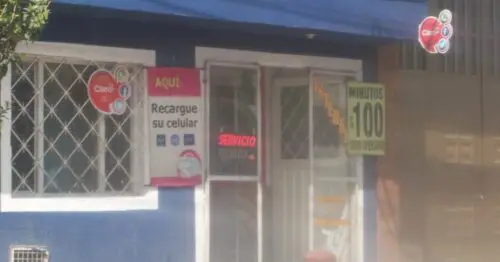 Claro
AQUÍ:
Recargue
su celular
SERVICIO
MINUTOS
$100
Claro